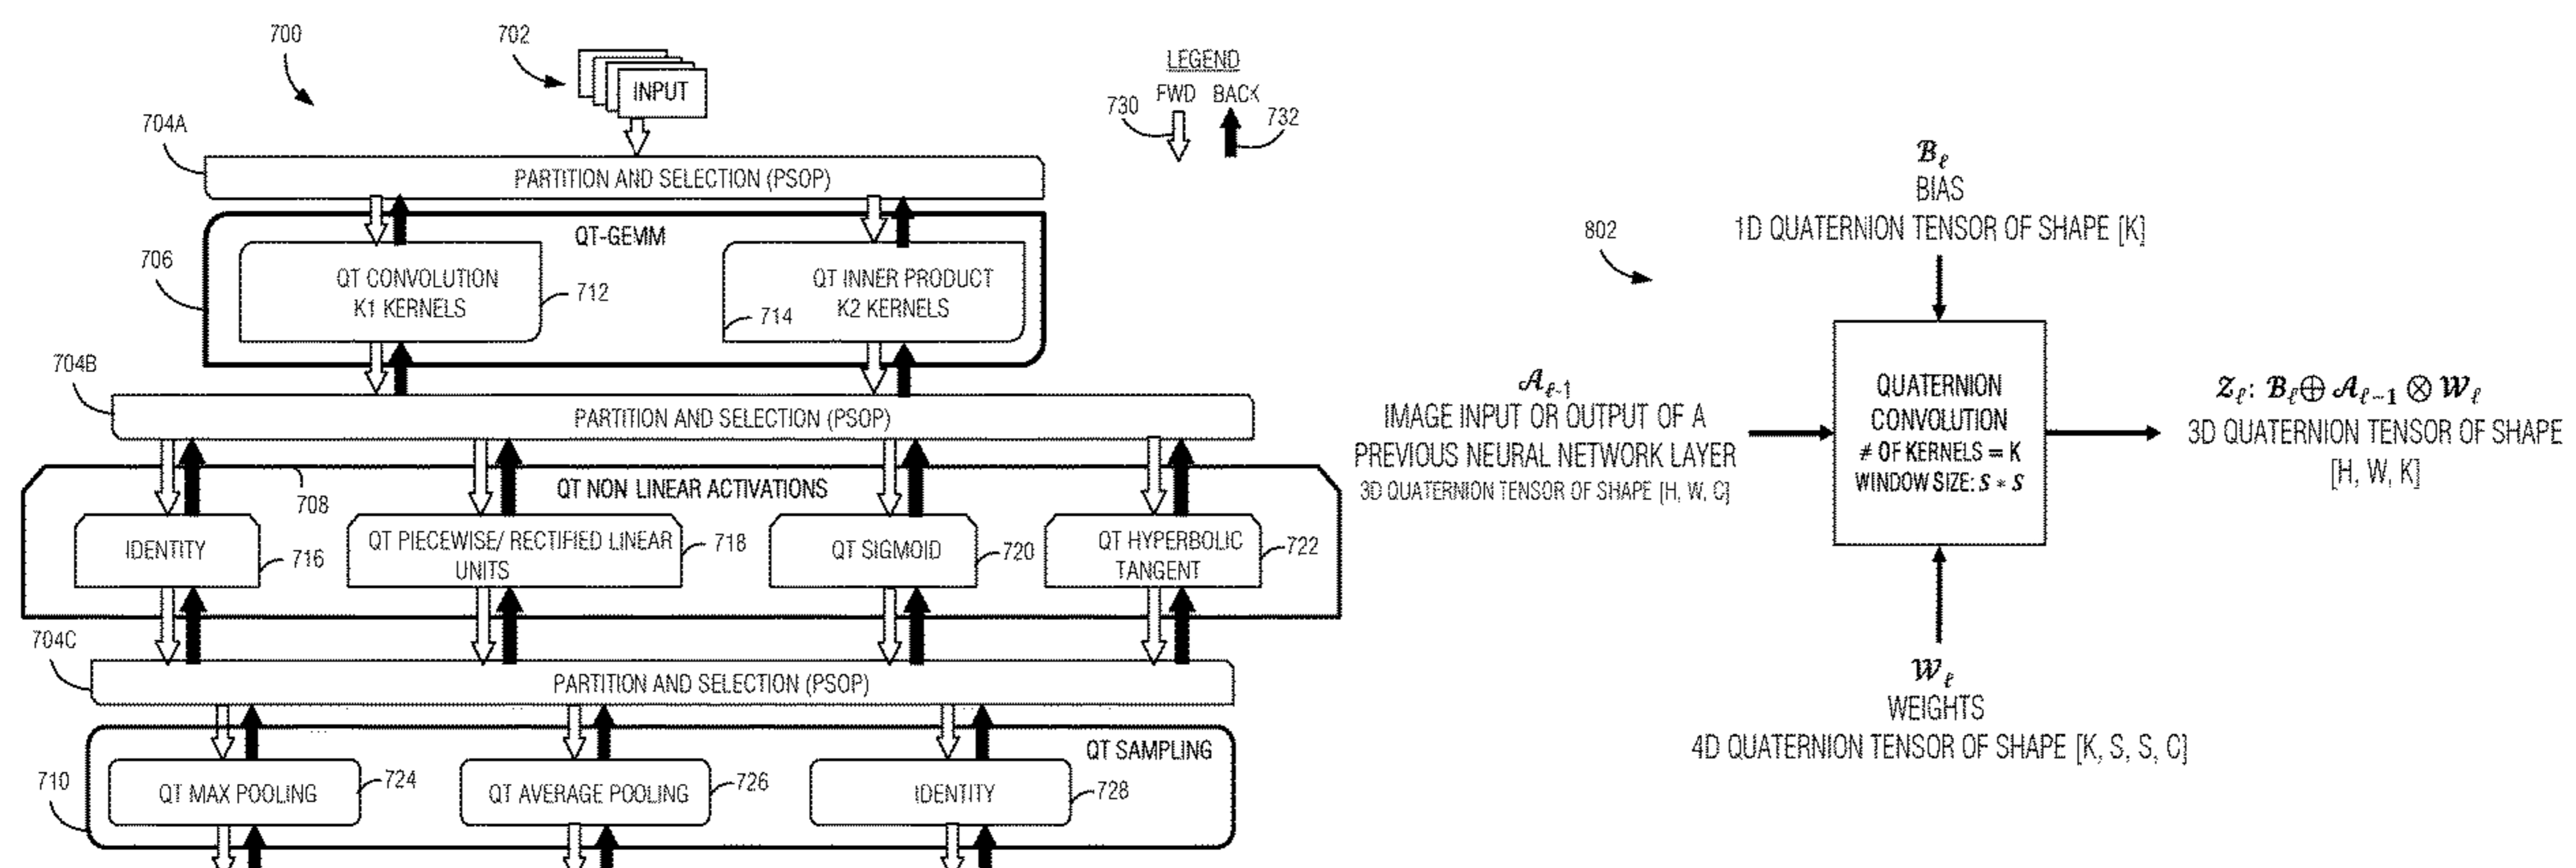 700
702
INPUT
LEGEND
FWD BACK
730
732
704A
PARTITION AND SELECTION (PSOP)
QT-GEMM
706
QT CONVOLUTION
K1 KERNELS
712
QT INNER PRODUCT
K2 KERNELS
714
704B
PARTITION AND SELECTION (PSOP)
708
QT NON LINEAR ACTIVATIONS
IDENTITY
716
QT PIECEWISE/ RECTIFIED LINEAR
UNITS
718
QT SIGMOID
720
QT HYPERBOLIC
TANGENT
722
704C
PARTITION AND SELECTION (PSOP)
QT SAMPLING
710
QT MAX POOLING
724
QT AVERAGE POOLING
726
IDENTITY
728
802
ℬℓ
BIAS
1D QUATERNION TENSOR OF SHAPE [K]
𝒜ℓ-1
IMAGE INPUT OR OUTPUT OF A
PREVIOUS NEURAL NETWORK LAYER
3D QUATERNION TENSOR OF SHAPE [H, W, C]
QUATERNION
CONVOLUTION
# OF KERNELS = K
WINDOW SIZE: S * S
𝒵ℓ: ℬℓ⊕ 𝒜ℓ−1 ⊗ 𝒲ℓ
3D QUATERNION TENSOR OF SHAPE
[H, W, K]
𝒲ℓ
WEIGHTS
4D QUATERNION TENSOR OF SHAPE [K, S, S, C]